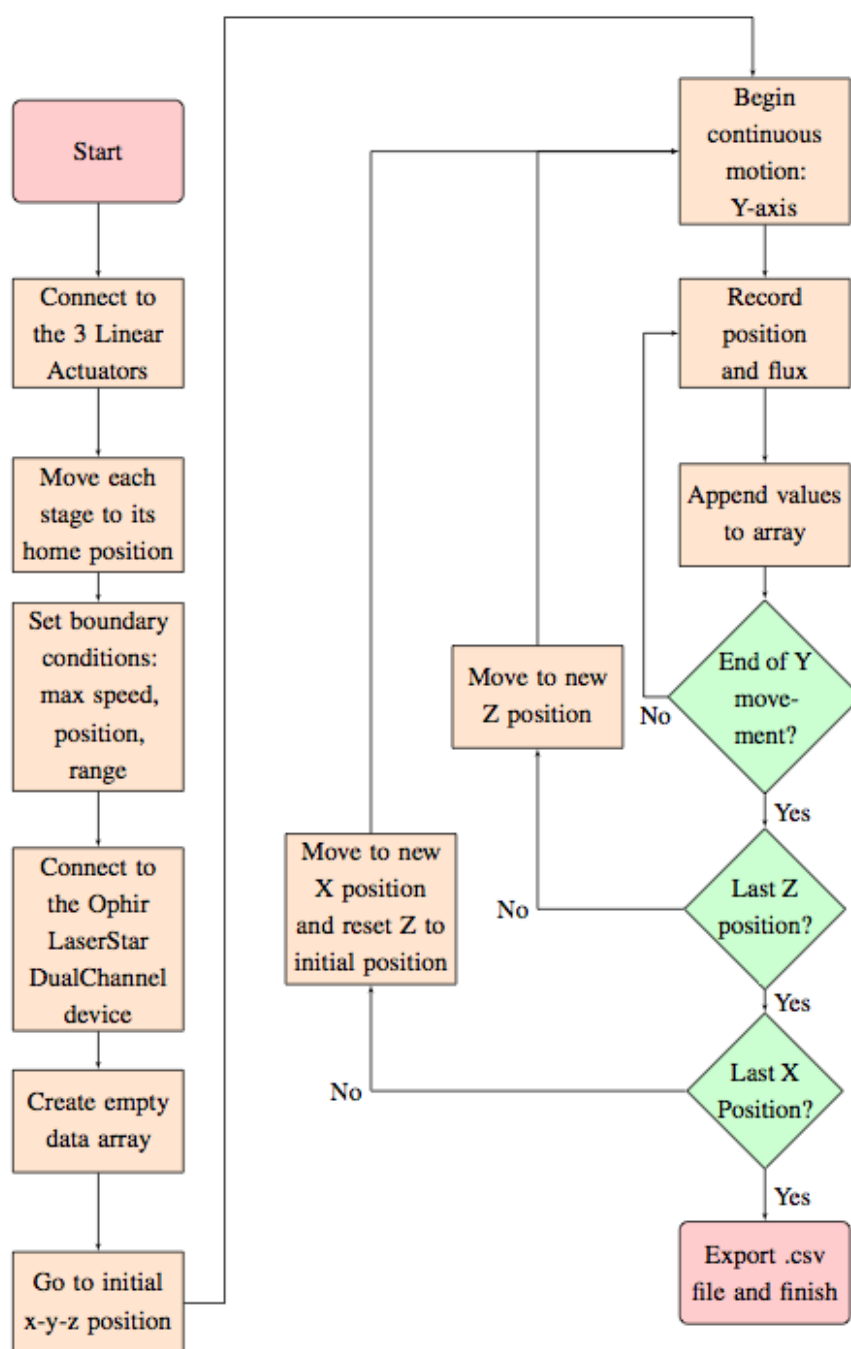 Start
Connect to
the 3 Linear
Actuators
Move each
stage to its
home position
Set boundary
conditions:
max speed,
position,
range
Connect to
the Ophir
LaserStar
DualChannel
device
Create empty
data array
Go to initial
x-y-z position
Begin
continuous
motion:
Y-axis
Record
position
and flux
Append values
to array
End of Y
move-
ment?
No
Yes
Move to new
Z position
Last Z
position?
No
Yes
Move to new
X position
and reset Z to
initial position
Last X
Position?
No
Yes
Export .csv
file and finish